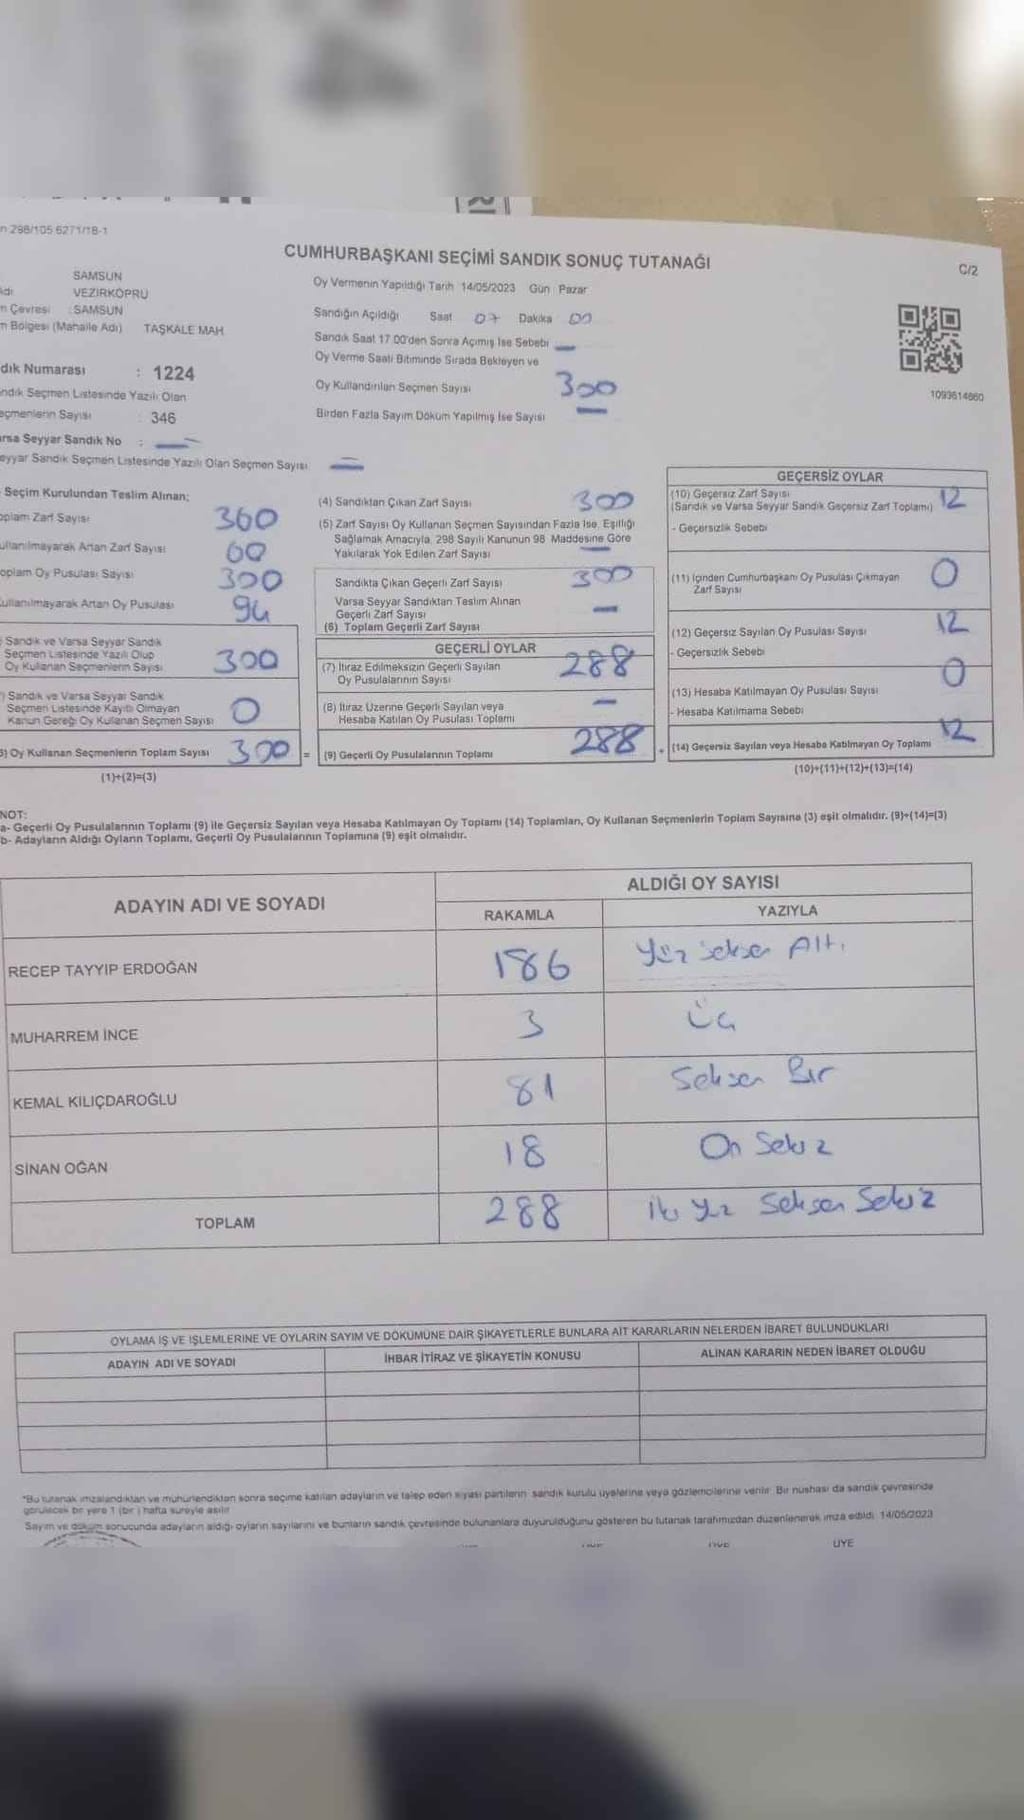 298/105 6271/18-1
CUMHURBAŞKANI SEÇİMİ SANDIK SONUÇ TUTANAĞI
C/2
SAMSUN
VEZİRKÖPRÜ
Çevresi : SAMSUN
Bölgesi (Mahalle Adı) TAŞKALE MAH
Numarası : 1224
Seçmen Listesinde Yazılı Olan
Sayısı : 346
Seyyar Sandık No : —
Seyyar Sandık Seçmen Listesinde Yazılı Olan Seçmen Sayısı —
Oy Vermenin Yapıldığı Tarih 14/05/2023 Gün Pazar
Sandığın Açıldığı Saat 07 Dakika 00
Sandık Saat 17.00'den Sonra Açımış İse Sebebi —
Oy Verme Saati Bitiminde Sırada Bekleyen ve
Oy Kullandırılan Seçmen Sayısı 300
Birden Fazla Sayım Döküm Yapılmış İse Sayısı —
1093614860
Seçim Kurulundan Teslim Alınan;
Zarf Sayısı 360
Artan Zarf Sayısı 60
Oy Pusulası Sayısı 300
Artan Oy Pusulası 94
Sandık ve Varsa Seyyar Sandık
Seçmen Listesinde Yazılı Olup
Oy Kullanan Seçmenlerin Sayısı 300
Sandık ve Varsa Seyyar Sandık
Seçmen Listesinde Kayıtlı Olmayan
Kanun Gereği Oy Kullanan Seçmen Sayısı 0
3) Oy Kullanan Seçmenlerin Toplam Sayısı 300 =
(1)+(2)=(3)
(4) Sandıktan Çıkan Zarf Sayısı 300
(5) Zarf Sayısı Oy Kullanan Seçmen Sayısından Fazla İse, Eşitliği
Sağlamak Amacıyla, 298 Sayılı Kanunun 98 Maddesine Göre
Yakılarak Yok Edilen Zarf Sayısı —
Sandıkta Çıkan Geçerli Zarf Sayısı 300
Varsa Seyyar Sandıktan Teslim Alınan
Geçerli Zarf Sayısı —
(6) Toplam Geçerli Zarf Sayısı
GEÇERLİ OYLAR
(7) İtiraz Edilmeksizin Geçerli Sayılan
Oy Pusulalarının Sayısı 288
(8) İtiraz Üzerine Geçerli Sayılan veya
Hesaba Katılan Oy Pusulası Toplamı —
(9) Geçerli Oy Pusulalarının Toplamı 288
GEÇERSİZ OYLAR
(10) Geçersiz Zarf Sayısı 12
(Sandık ve Varsa Seyyar Sandık Geçersiz Zarf Toplamı)
- Geçersizlik Sebebi
(11) İçinden Cumhurbaşkanı Oy Pusulası Çıkmayan 0
Zarf Sayısı
(12) Geçersiz Sayılan Oy Pusulası Sayısı 12
- Geçersizlik Sebebi
(13) Hesaba Katılmayan Oy Pusulası Sayısı 0
- Hesaba Katılmama Sebebi
(14) Geçersiz Sayılan veya Hesaba Katılmayan Oy Toplamı 12
(10)+(11)+(12)+(13)=(14)
NOT:
a- Geçerli Oy Pusulalarının Toplamı (9) ile Geçersiz Sayılan veya Hesaba Katılmayan Oy Toplamı (14) Toplamları, Oy Kullanan Seçmenlerin Toplam Sayısına (3) eşit olmalıdır. (9)+(14)=(3)
b- Adayların Aldığı Oyların Toplamı, Geçerli Oy Pusulalarının Toplamına (9) eşit olmalıdır.
ADAYIN ADI VE SOYADI
ALDIĞI OY SAYISI
RAKAMLA YAZIYLA
RECEP TAYYIP ERDOĞAN 186 Yüz seksen Altı
MUHARREM İNCE 3 Üç
KEMAL KILIÇDAROĞLU 81 Seksen Bir
SİNAN OĞAN 18 On Sekiz
TOPLAM 288 iki yüz Seksen Sekiz
OYLAMA İŞ VE İŞLEMLERINE VE OYLARIN SAYIM VE DÖKÜMÜNE DAİR ŞİKAYETLERLE BUNLARA AİT KARARLARIN NELERDEN İBARET BULUNDUKLARI
ADAYIN ADI VE SOYADI İHBAR İTİRAZ VE ŞİKAYETİN KONUSU ALINAN KARARIN NEDEN İBARET OLDUĞU
*Bu tutanak imzalandıktan ve mühürlendikten sonra seçime katılan adayların ve talep eden siyasi partilerin sandık kurulu üyelerine veya gözlemcilerine verilir. Bir nüshası da sandık çevresinde
görülecek bir yere 1 (bir) hafta süreyle asılır
Sayım ve döküm sonucunda adayların aldığı oyların sayılarını ve bunların sandık çevresinde bulunanlara duyurulduğunu gösteren bu tutanak tarafımızdan düzenlenerek imza edildi. 14/05/2023
ÜYE